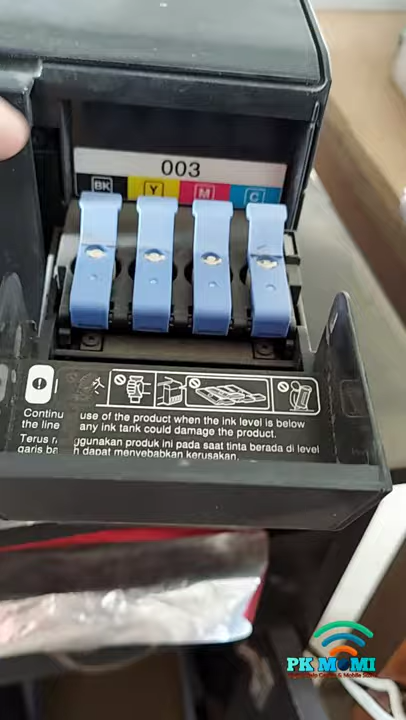 003
BK Y M C
Continu use of the product when the ink level is below
the line any ink tank could damage the product.
Terus gunakan produk ini pada saat tinta berada di level
garis ba h dapat menyebabkan kerusakan.
PK MOMI